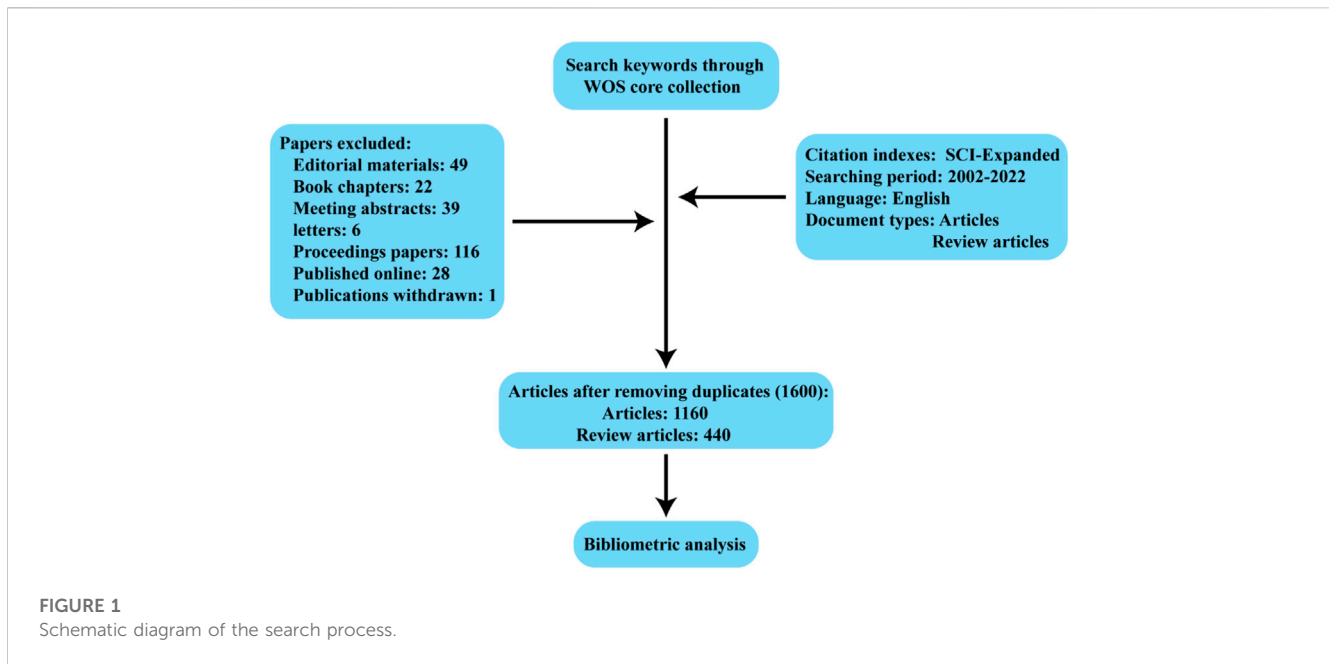 Search keywords through
WOS core collection
Papers excluded:
Editorial materials: 49
Book chapters: 22
Meeting abstracts: 39
letters: 6
Proceedings papers: 116
Published online: 28
Publications withdrawn: 1
Citation indexes: SCI-Expanded
Searching period: 2002-2022
Language: English
Document types: Articles
Review articles
Articles after removing duplicates (1600):
Articles: 1160
Review articles: 440
Bibliometric analysis
FIGURE 1
Schematic diagram of the search process.